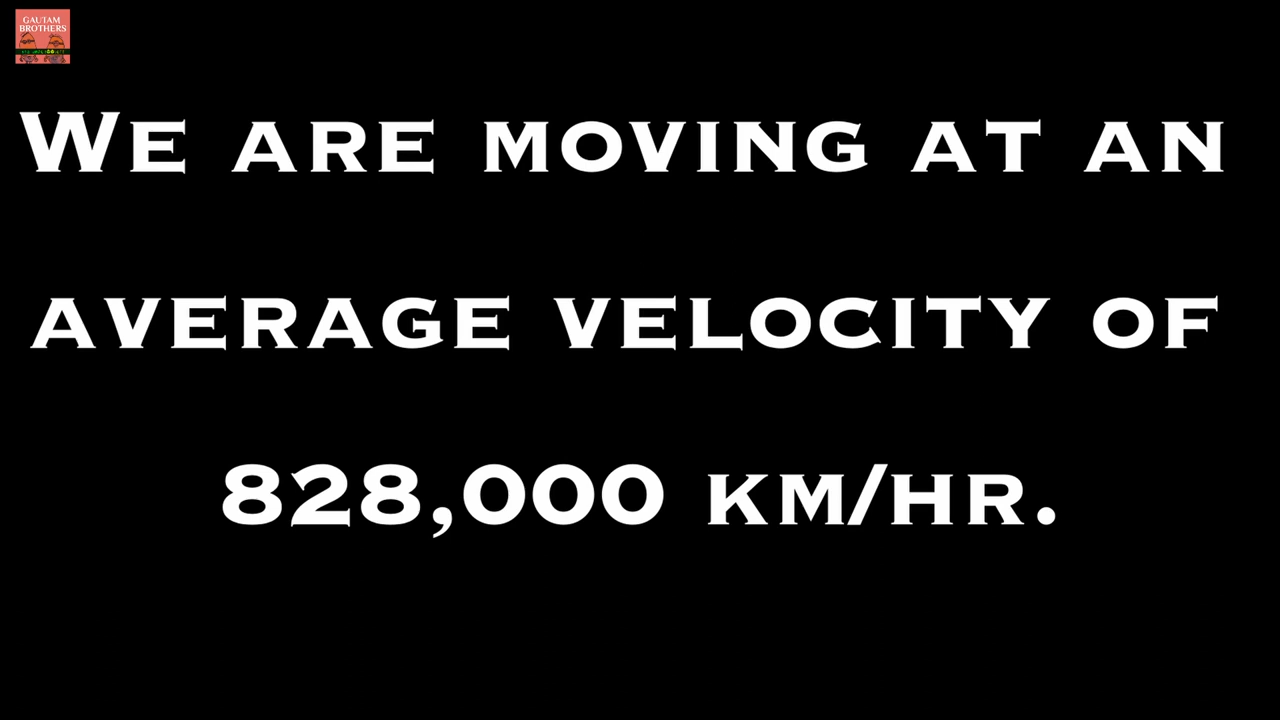 GAUTAM
BROTHERS
We are moving at an
average velocity of
828,000 km/hr.